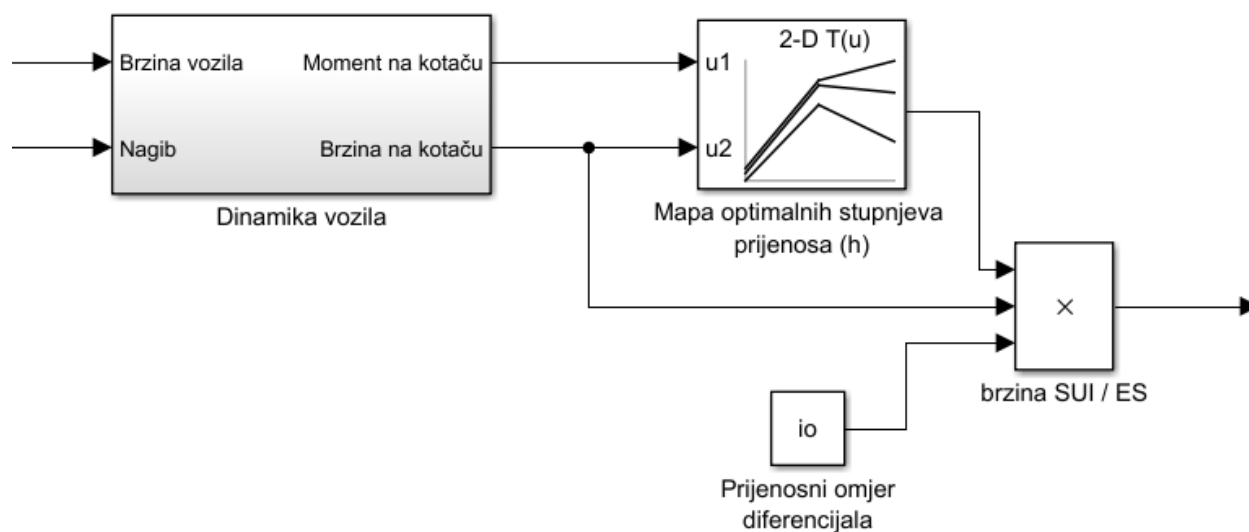 Brzina vozila
Moment na kotaču
Nagib
Brzina na kotaču
Dinamika vozila
2-D T(u)
u1
u2
Mapa optimalnih stupnjeva
prijenosa (h)
×
brzina SUI / ES
io
Prijenosni omjer
diferencijala